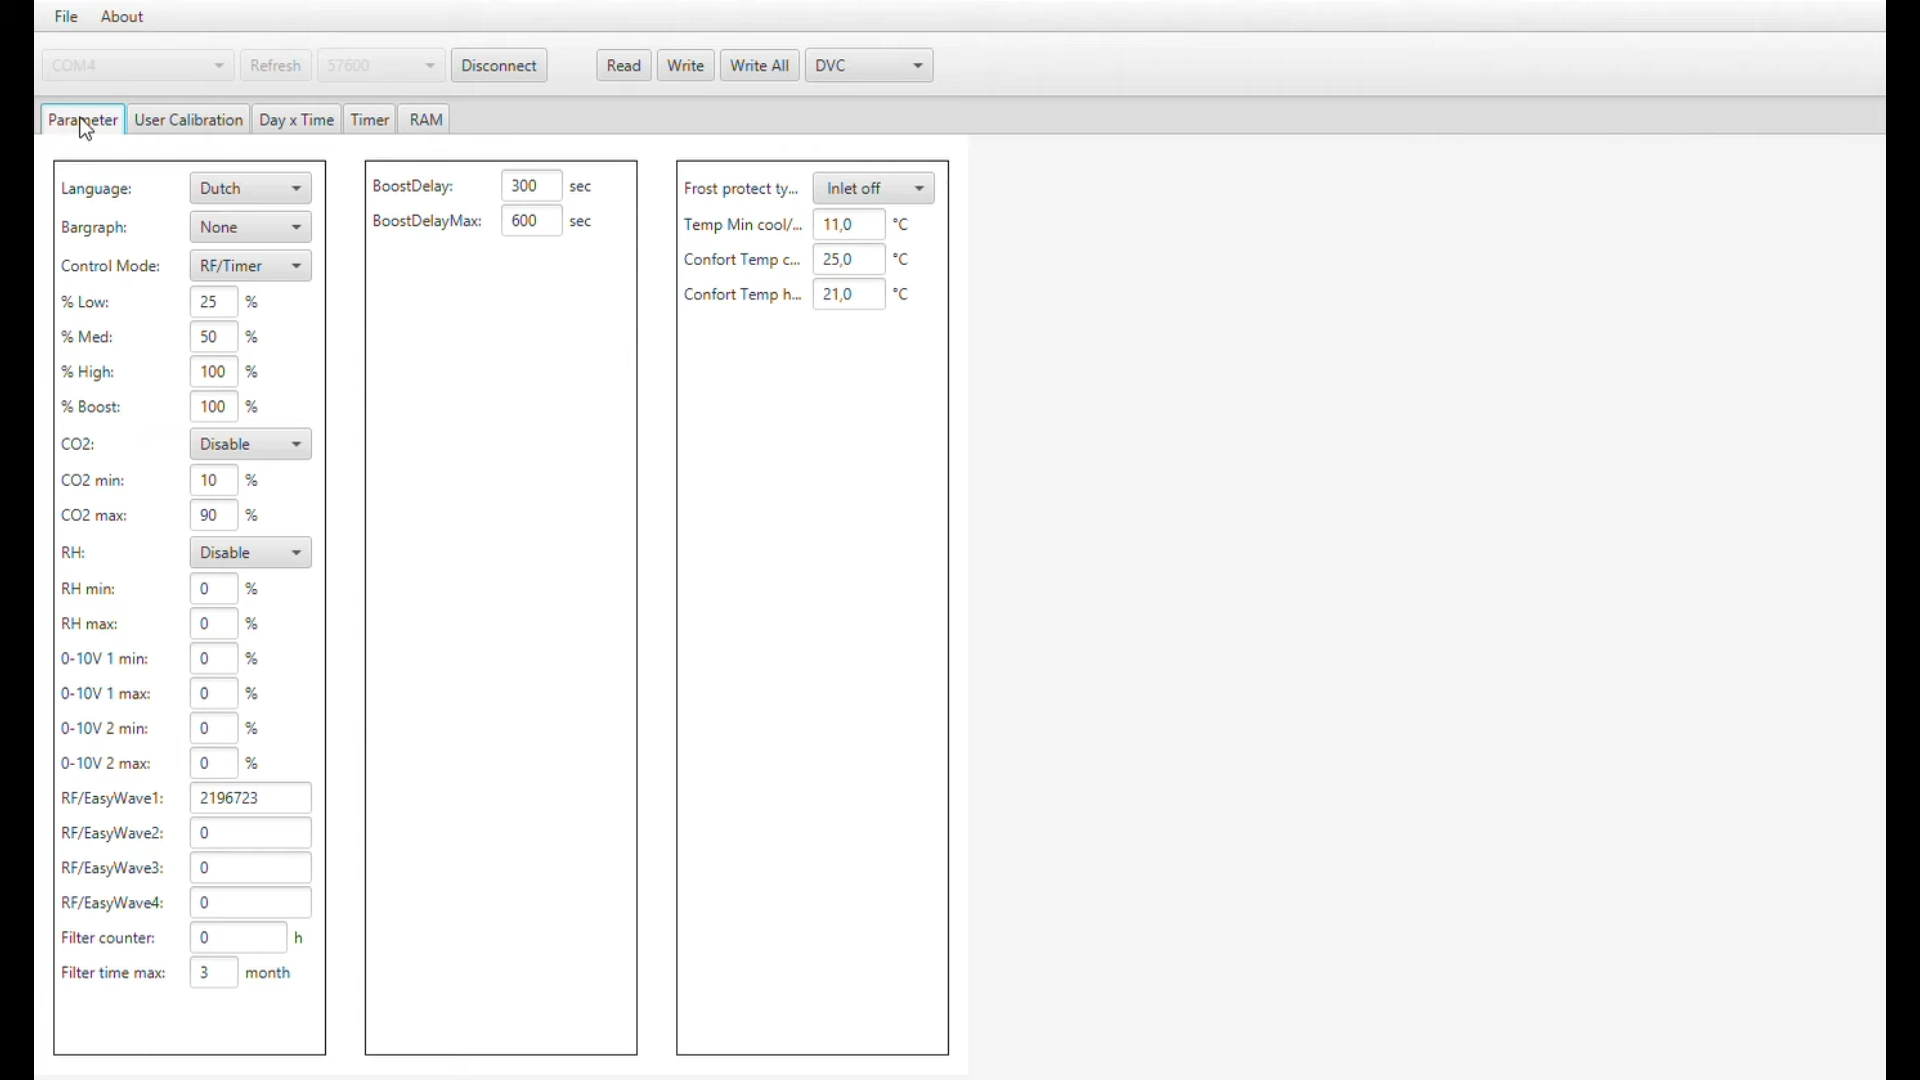 File About
COM4 Refresh 57600 Disconnect Read Write Write All DVC
Parameter User Calibration Day x Time Timer RAM
Language: Dutch
Bargraph: None
Control Mode: RF/Timer
% Low: 25 %
% Med: 50 %
% High: 100 %
% Boost: 100 %
CO2: Disable
CO2 min: 10 %
CO2 max: 90 %
RH: Disable
RH min: 0 %
RH max: 0 %
0-10V 1 min: 0 %
0-10V 1 max: 0 %
0-10V 2 min: 0 %
0-10V 2 max: 0 %
RF/EasyWave1: 2196723
RF/EasyWave2: 0
RF/EasyWave3: 0
RF/EasyWave4: 0
Filter counter: 0 h
Filter time max: 3 month
BoostDelay: 300 sec
BoostDelayMax: 600 sec
Frost protect ty... Inlet off
Temp Min cool/... 11,0 °C
Confort Temp c... 25,0 °C
Confort Temp h... 21,0 °C